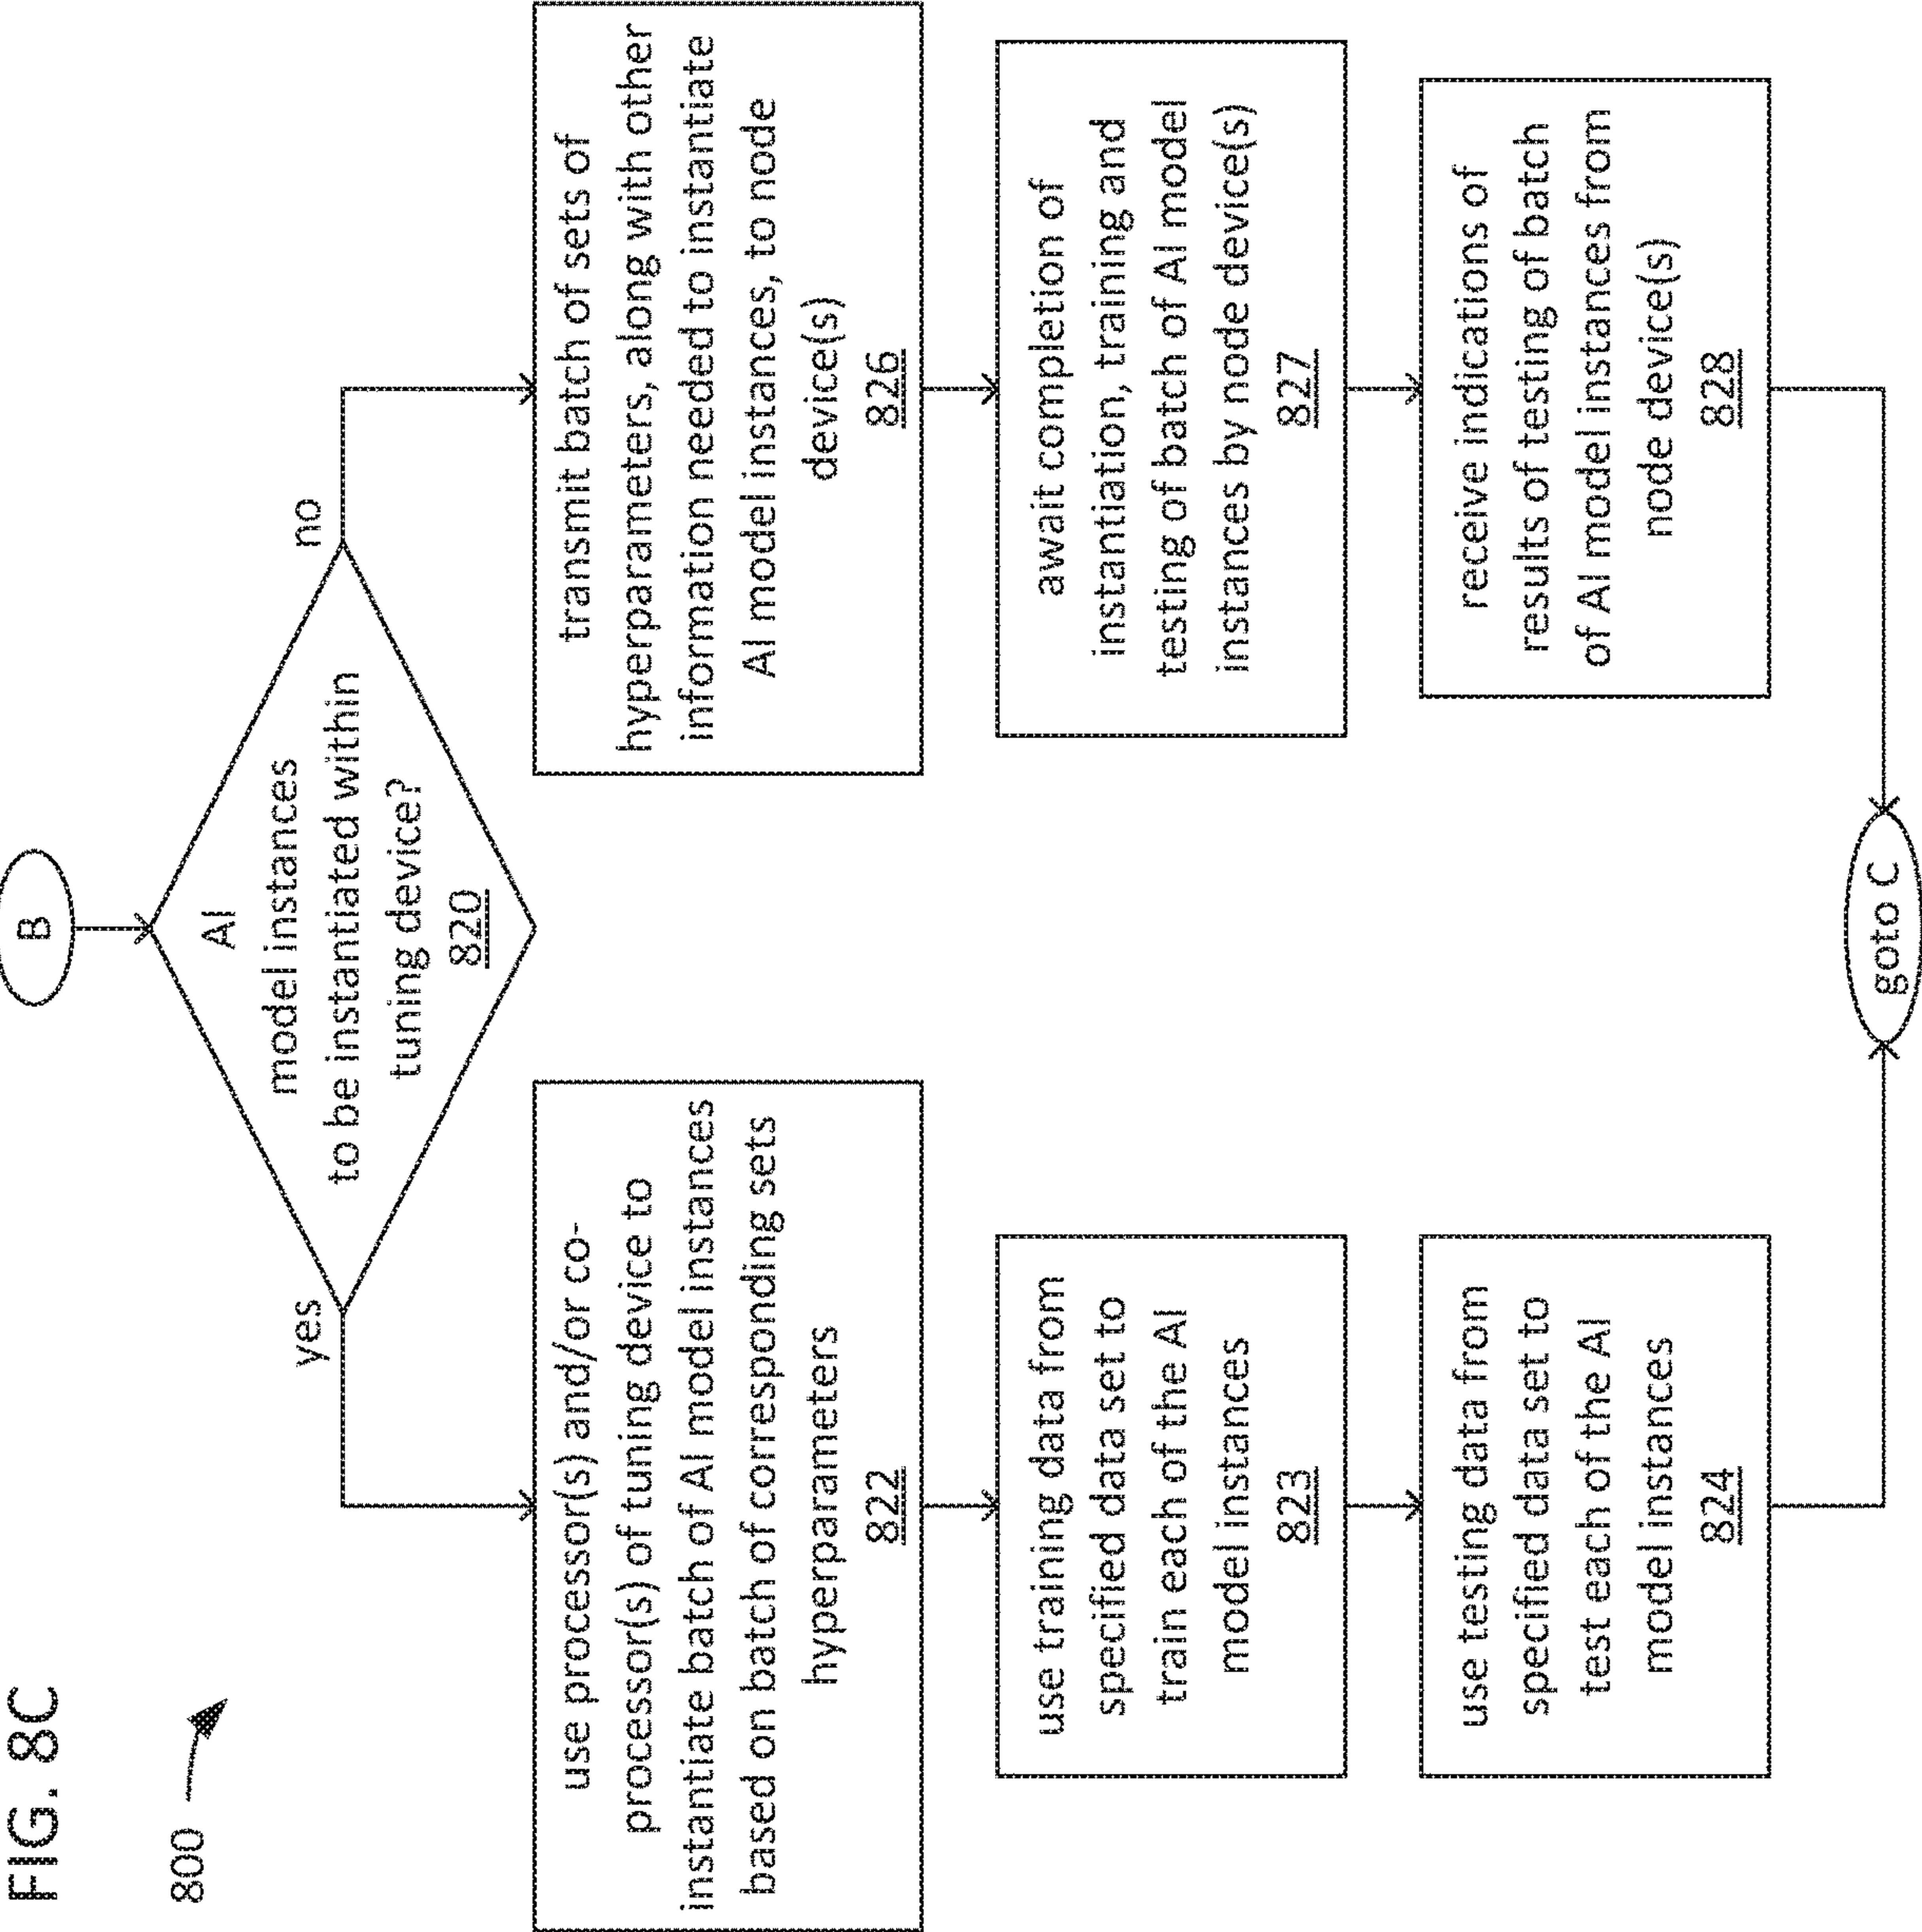 FIG. 8C
800
B
AI
model instances
to be instantiated within
tuning device?
820
yes
no
use processor(s) and/or co-
processor(s) of tuning device to
instantiate batch of AI model instances
based on batch of corresponding sets
hyperparameters
822
use training data from
specified data set to
train each of the AI
model instances
823
use testing data from
specified data set to
test each of the AI
model instances
824
transmit batch of sets of
hyperparameters, along with other
information needed to instantiate
AI model instances, to node
device(s)
826
await completion of
instantiation, training and
testing of batch of AI model
instances by node device(s)
827
receive indications of
results of testing of batch
of AI model instances from
node device(s)
828
goto C